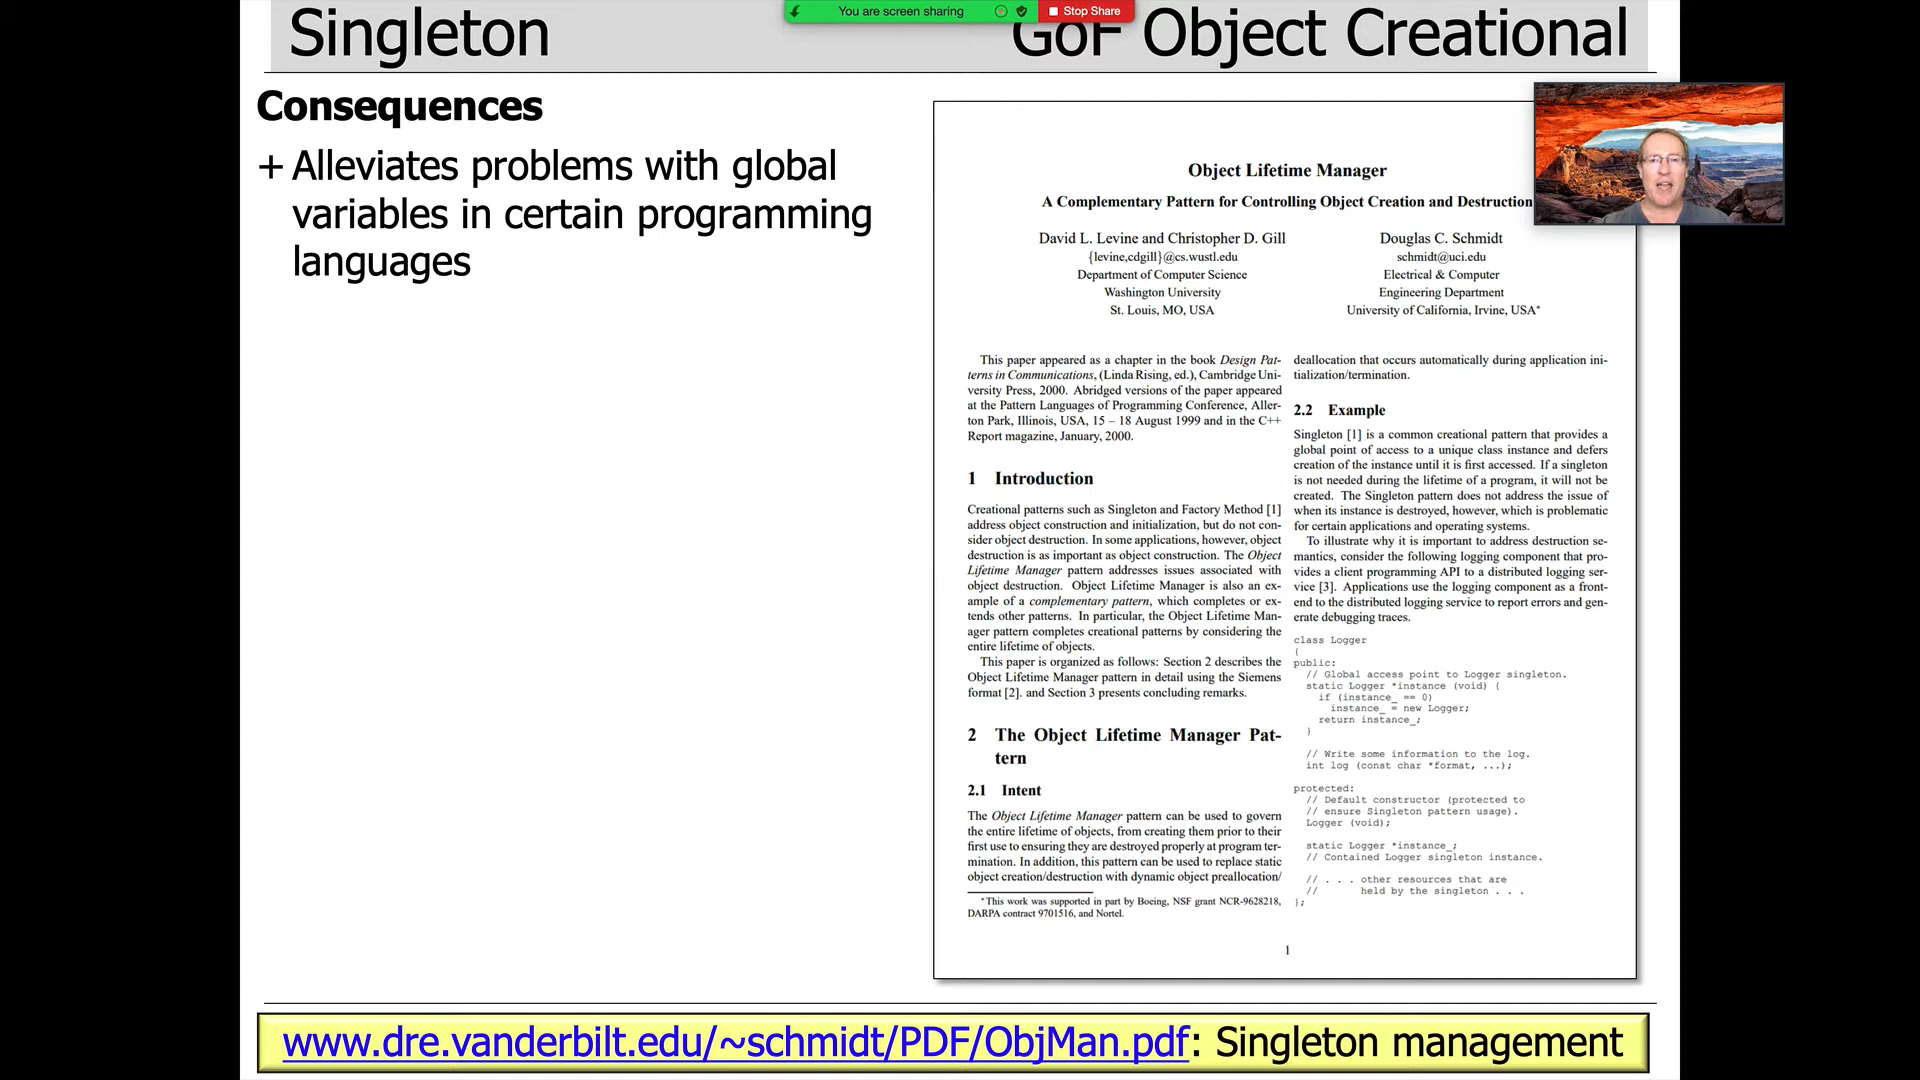 You are screen sharing
Stop Share
Singleton
GoF Object Creational
Consequences
+ Alleviates problems with global
variables in certain programming
languages
Object Lifetime Manager
A Complementary Pattern for Controlling Object Creation and Destruction
David L. Levine and Christopher D. Gill
{levine,cdgill}@cs.wustl.edu
Department of Computer Science
Washington University
St. Louis, MO, USA
Douglas C. Schmidt
schmidt@uci.edu
Electrical & Computer
Engineering Department
University of California, Irvine, USA*
This paper appeared as a chapter in the book Design Pat-
terns in Communications, (Linda Rising, ed.), Cambridge Uni-
versity Press, 2000. Abridged versions of the paper appeared
at the Pattern Languages of Programming Conference, Aller-
ton Park, Illinois, USA, 15 – 18 August 1999 and in the C++
Report magazine, January, 2000.
1 Introduction
Creational patterns such as Singleton and Factory Method [1]
address object construction and initialization, but do not con-
sider object destruction. In some applications, however, object
destruction is as important as object construction. The Object
Lifetime Manager pattern addresses issues associated with
object destruction. Object Lifetime Manager is also an ex-
ample of a complementary pattern, which completes or ex-
tends other patterns. In particular, the Object Lifetime Man-
ager pattern completes creational patterns by considering the
entire lifetime of objects.
This paper is organized as follows: Section 2 describes the
Object Lifetime Manager pattern in detail using the Siemens
format [2]. and Section 3 presents concluding remarks.
2 The Object Lifetime Manager Pat-
tern
2.1 Intent
The Object Lifetime Manager pattern can be used to govern
the entire lifetime of objects, from creating them prior to their
first use to ensuring they are destroyed properly at program ter-
mination. In addition, this pattern can be used to replace static
object creation/destruction with dynamic object preallocation/
*This work was supported in part by Boeing, NSF grant NCR-9628218,
DARPA contract 9701516, and Nortel.
deallocation that occurs automatically during application ini-
tialization/termination.
2.2 Example
Singleton [1] is a common creational pattern that provides a
global point of access to a unique class instance and defers
creation of the instance until it is first accessed. If a singleton
is not needed during the lifetime of a program, it will not be
created. The Singleton pattern does not address the issue of
when its instance is destroyed, however, which is problematic
for certain applications and operating systems.
To illustrate why it is important to address destruction se-
mantics, consider the following logging component that pro-
vides a client programming API to a distributed logging ser-
vice [3]. Applications use the logging component as a front-
end to the distributed logging service to report errors and gen-
erate debugging traces.
class Logger
{
public:
// Global access point to Logger singleton.
static Logger *instance (void) {
if (instance_ == 0)
instance_ = new Logger;
return instance_;
}
// Write some information to the log.
int log (const char *format, ...);
protected:
// Default constructor (protected to
// ensure Singleton pattern usage).
Logger (void);
static Logger *instance_;
// Contained Logger singleton instance.
// . . . other resources that are
// held by the singleton . . .
};
1
www.dre.vanderbilt.edu/~schmidt/PDF/ObjMan.pdf: Singleton management